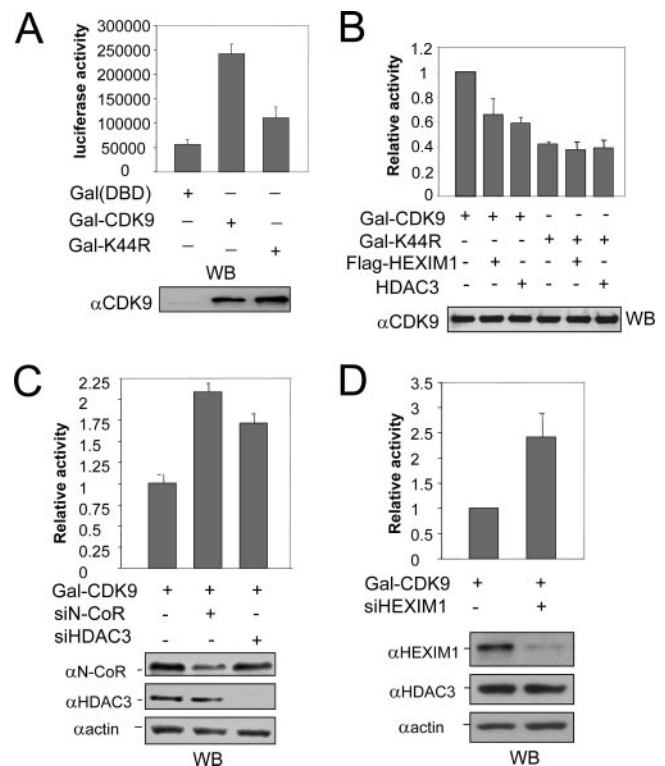 A
luciferase activity
300000
250000
200000
150000
100000
50000
0
Gal(DBD) + – –
Gal-CDK9 – + –
Gal-K44R – – +
WB
αCDK9
B
Relative activity
1.2
1
0.8
0.6
0.4
0.2
0
Gal-CDK9 + + + - - -
Gal-K44R - - - + + +
Flag-HEXIM1 - + - - + -
HDAC3 - - + - - +
αCDK9 WB
C
Relative activity
2.25
2
1.75
1.5
1.25
1
0.75
0.5
0.25
0
Gal-CDK9 + + +
siN-CoR - + -
siHDAC3 - - +
αN-CoR
αHDAC3
αactin
WB
D
Relative activity
3.5
3
2.5
2
1.5
1
0.5
0
Gal-CDK9 + +
siHEXIM1 - +
αHEXIM1
αHDAC3
αactin
WB